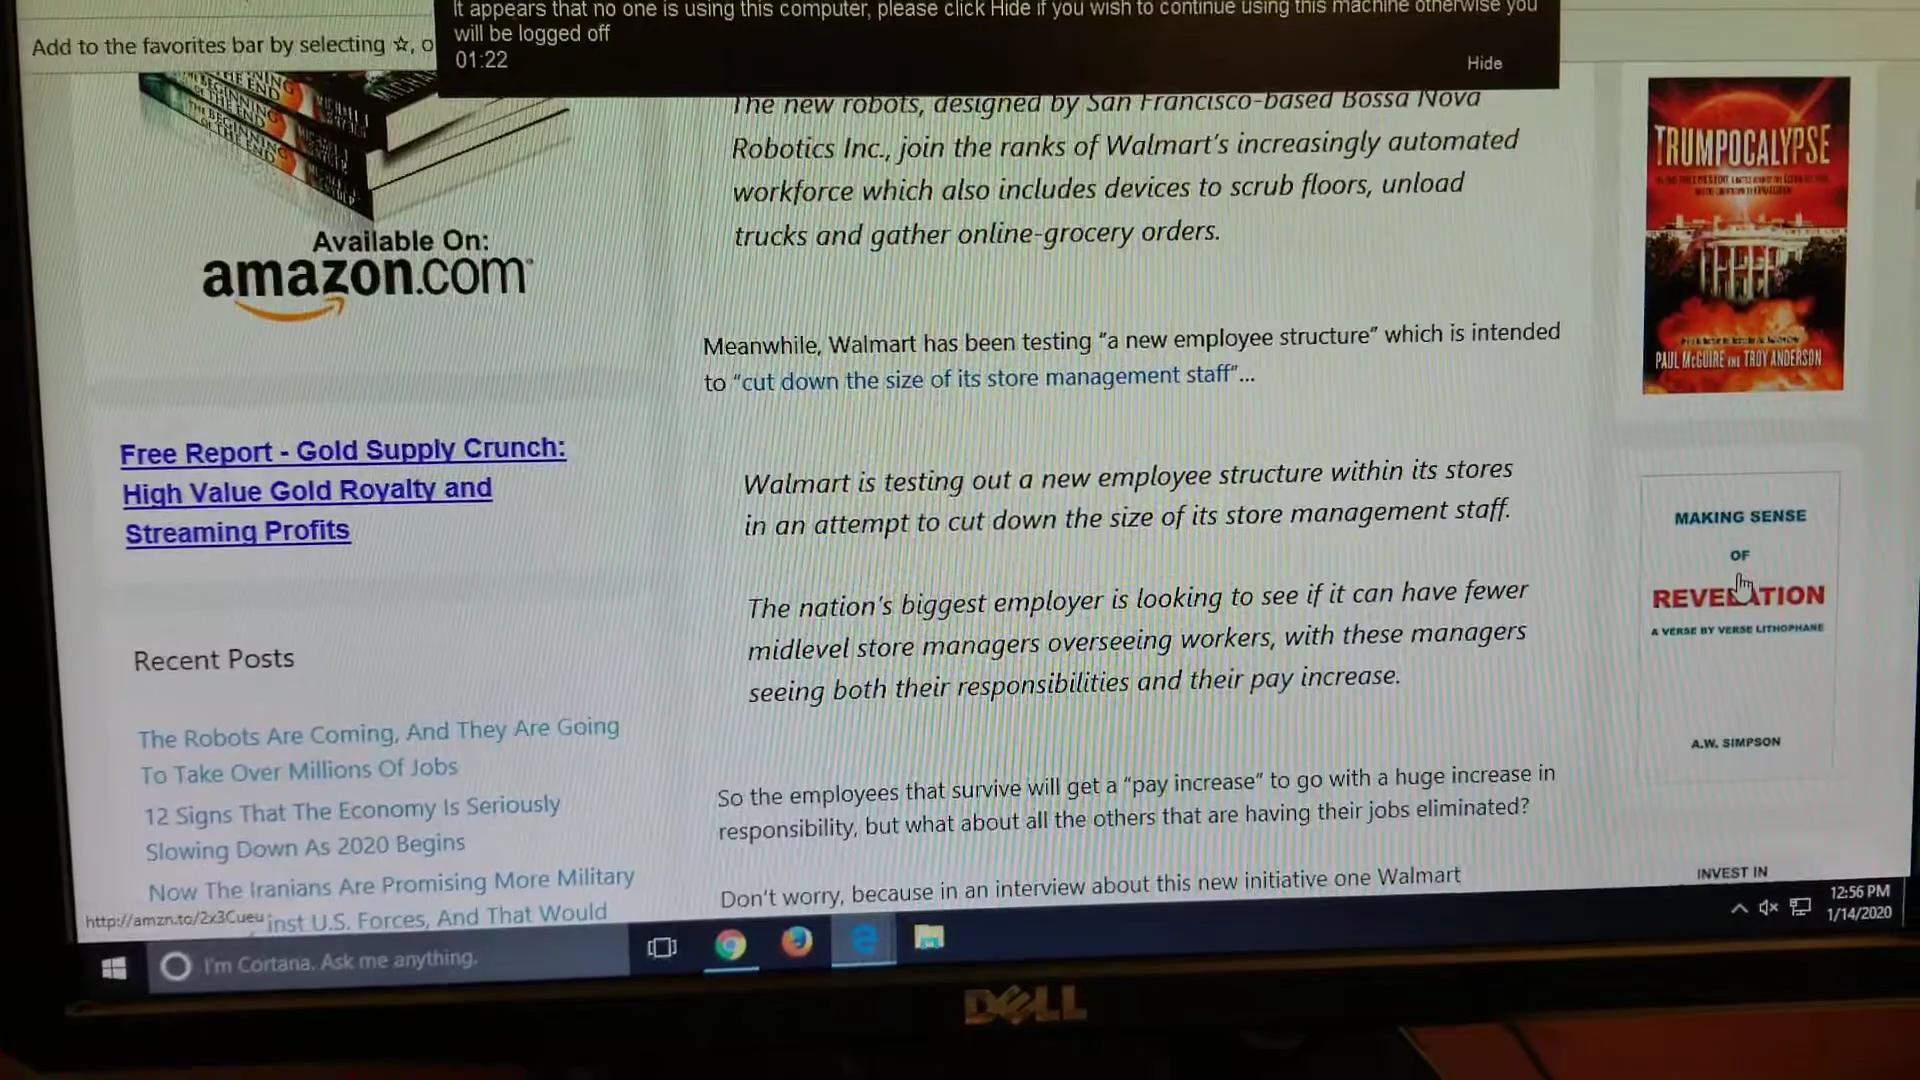 It appears that no one is using this computer, please click Hide if you wish to continue using this machine otherwise you
will be logged off
01:22
Hide
Add to the favorites bar by selecting ☆, o
THE BEGINNING
OF THE END
Available On:
amazon.com
Free Report - Gold Supply Crunch:
High Value Gold Royalty and
Streaming Profits
Recent Posts
The Robots Are Coming, And They Are Going
To Take Over Millions Of Jobs
12 Signs That The Economy Is Seriously
Slowing Down As 2020 Begins
Now The Iranians Are Promising More Military
inst U.S. Forces, And That Would
http://amzn.to/2x3Cueu
The new robots, designed by San Francisco-based Bossa Nova
Robotics Inc., join the ranks of Walmart’s increasingly automated
workforce which also includes devices to scrub floors, unload
trucks and gather online-grocery orders.
Meanwhile, Walmart has been testing “a new employee structure” which is intended
to “cut down the size of its store management staff”...
Walmart is testing out a new employee structure within its stores
in an attempt to cut down the size of its store management staff.
The nation’s biggest employer is looking to see if it can have fewer
midlevel store managers overseeing workers, with these managers
seeing both their responsibilities and their pay increase.
So the employees that survive will get a “pay increase” to go with a huge increase in
responsibility, but what about all the others that are having their jobs eliminated?
Don’t worry, because in an interview about this new initiative one Walmart
TRUMPOCALYPSE
PAUL McGUIRE AND TROY ANDERSON
MAKING SENSE
OF
REVELATION
A VERSE BY VERSE LITHOPHANE
A.W. SIMPSON
INVEST IN
I'm Cortana. Ask me anything.
12:56 PM
1/14/2020
DELL